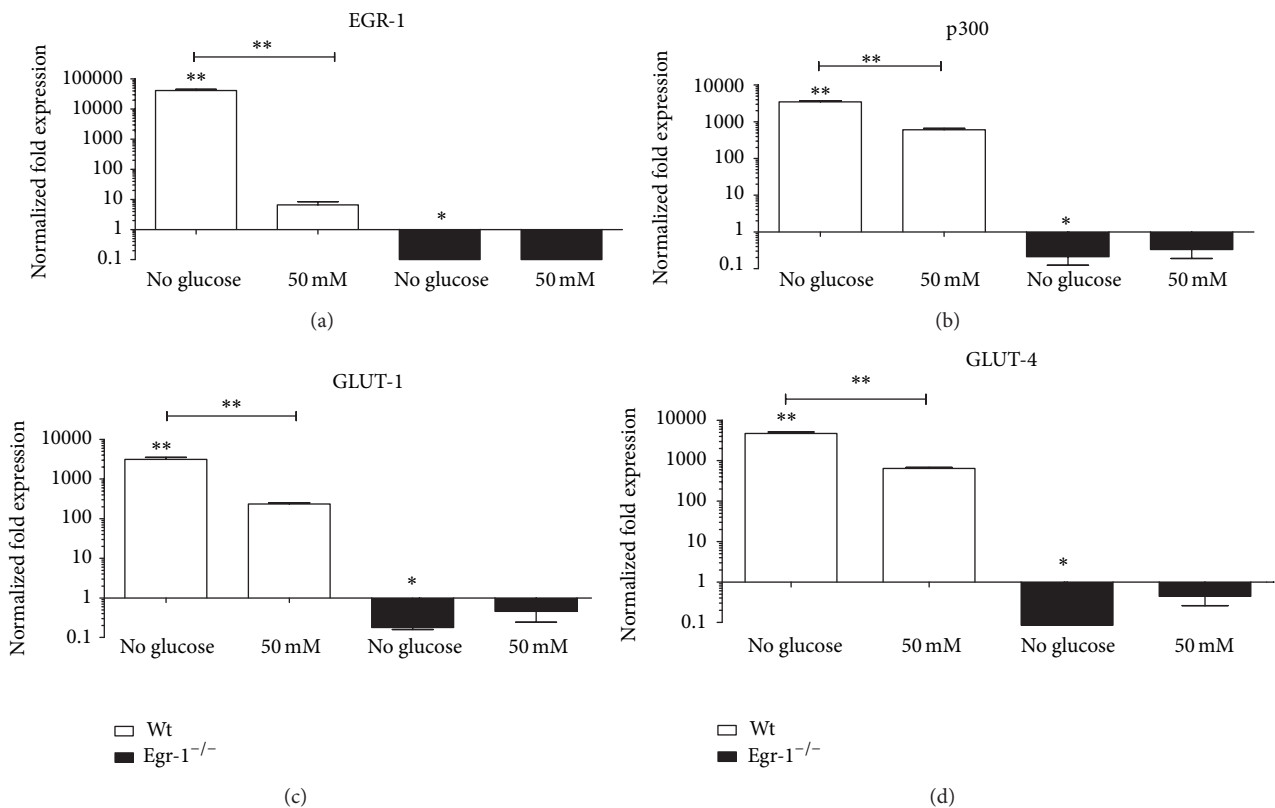 EGR-1
**
**
*
Normalized fold expression
100000
10000
1000
100
10
1
0.1
No glucose 50 mM No glucose 50 mM
(a)
p300
**
**
*
Normalized fold expression
10000
1000
100
10
1
0.1
No glucose 50 mM No glucose 50 mM
(b)
GLUT-1
**
**
*
Normalized fold expression
10000
1000
100
10
1
0.1
No glucose 50 mM No glucose 50 mM
Wt
Egr-1−/−
(c)
GLUT-4
**
**
*
Normalized fold expression
10000
1000
100
10
1
0.1
No glucose 50 mM No glucose 50 mM
Wt
Egr-1−/−
(d)